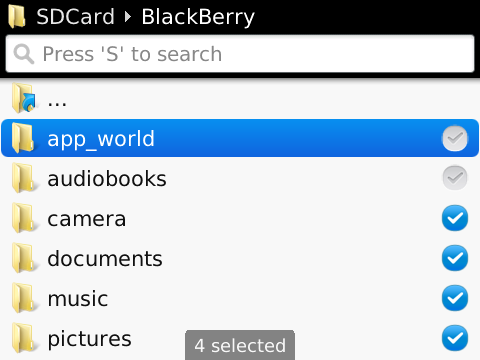 SDCard ▸ BlackBerry
Press 'S' to search
...
app_world
audiobooks
camera
documents
music
pictures
4 selected